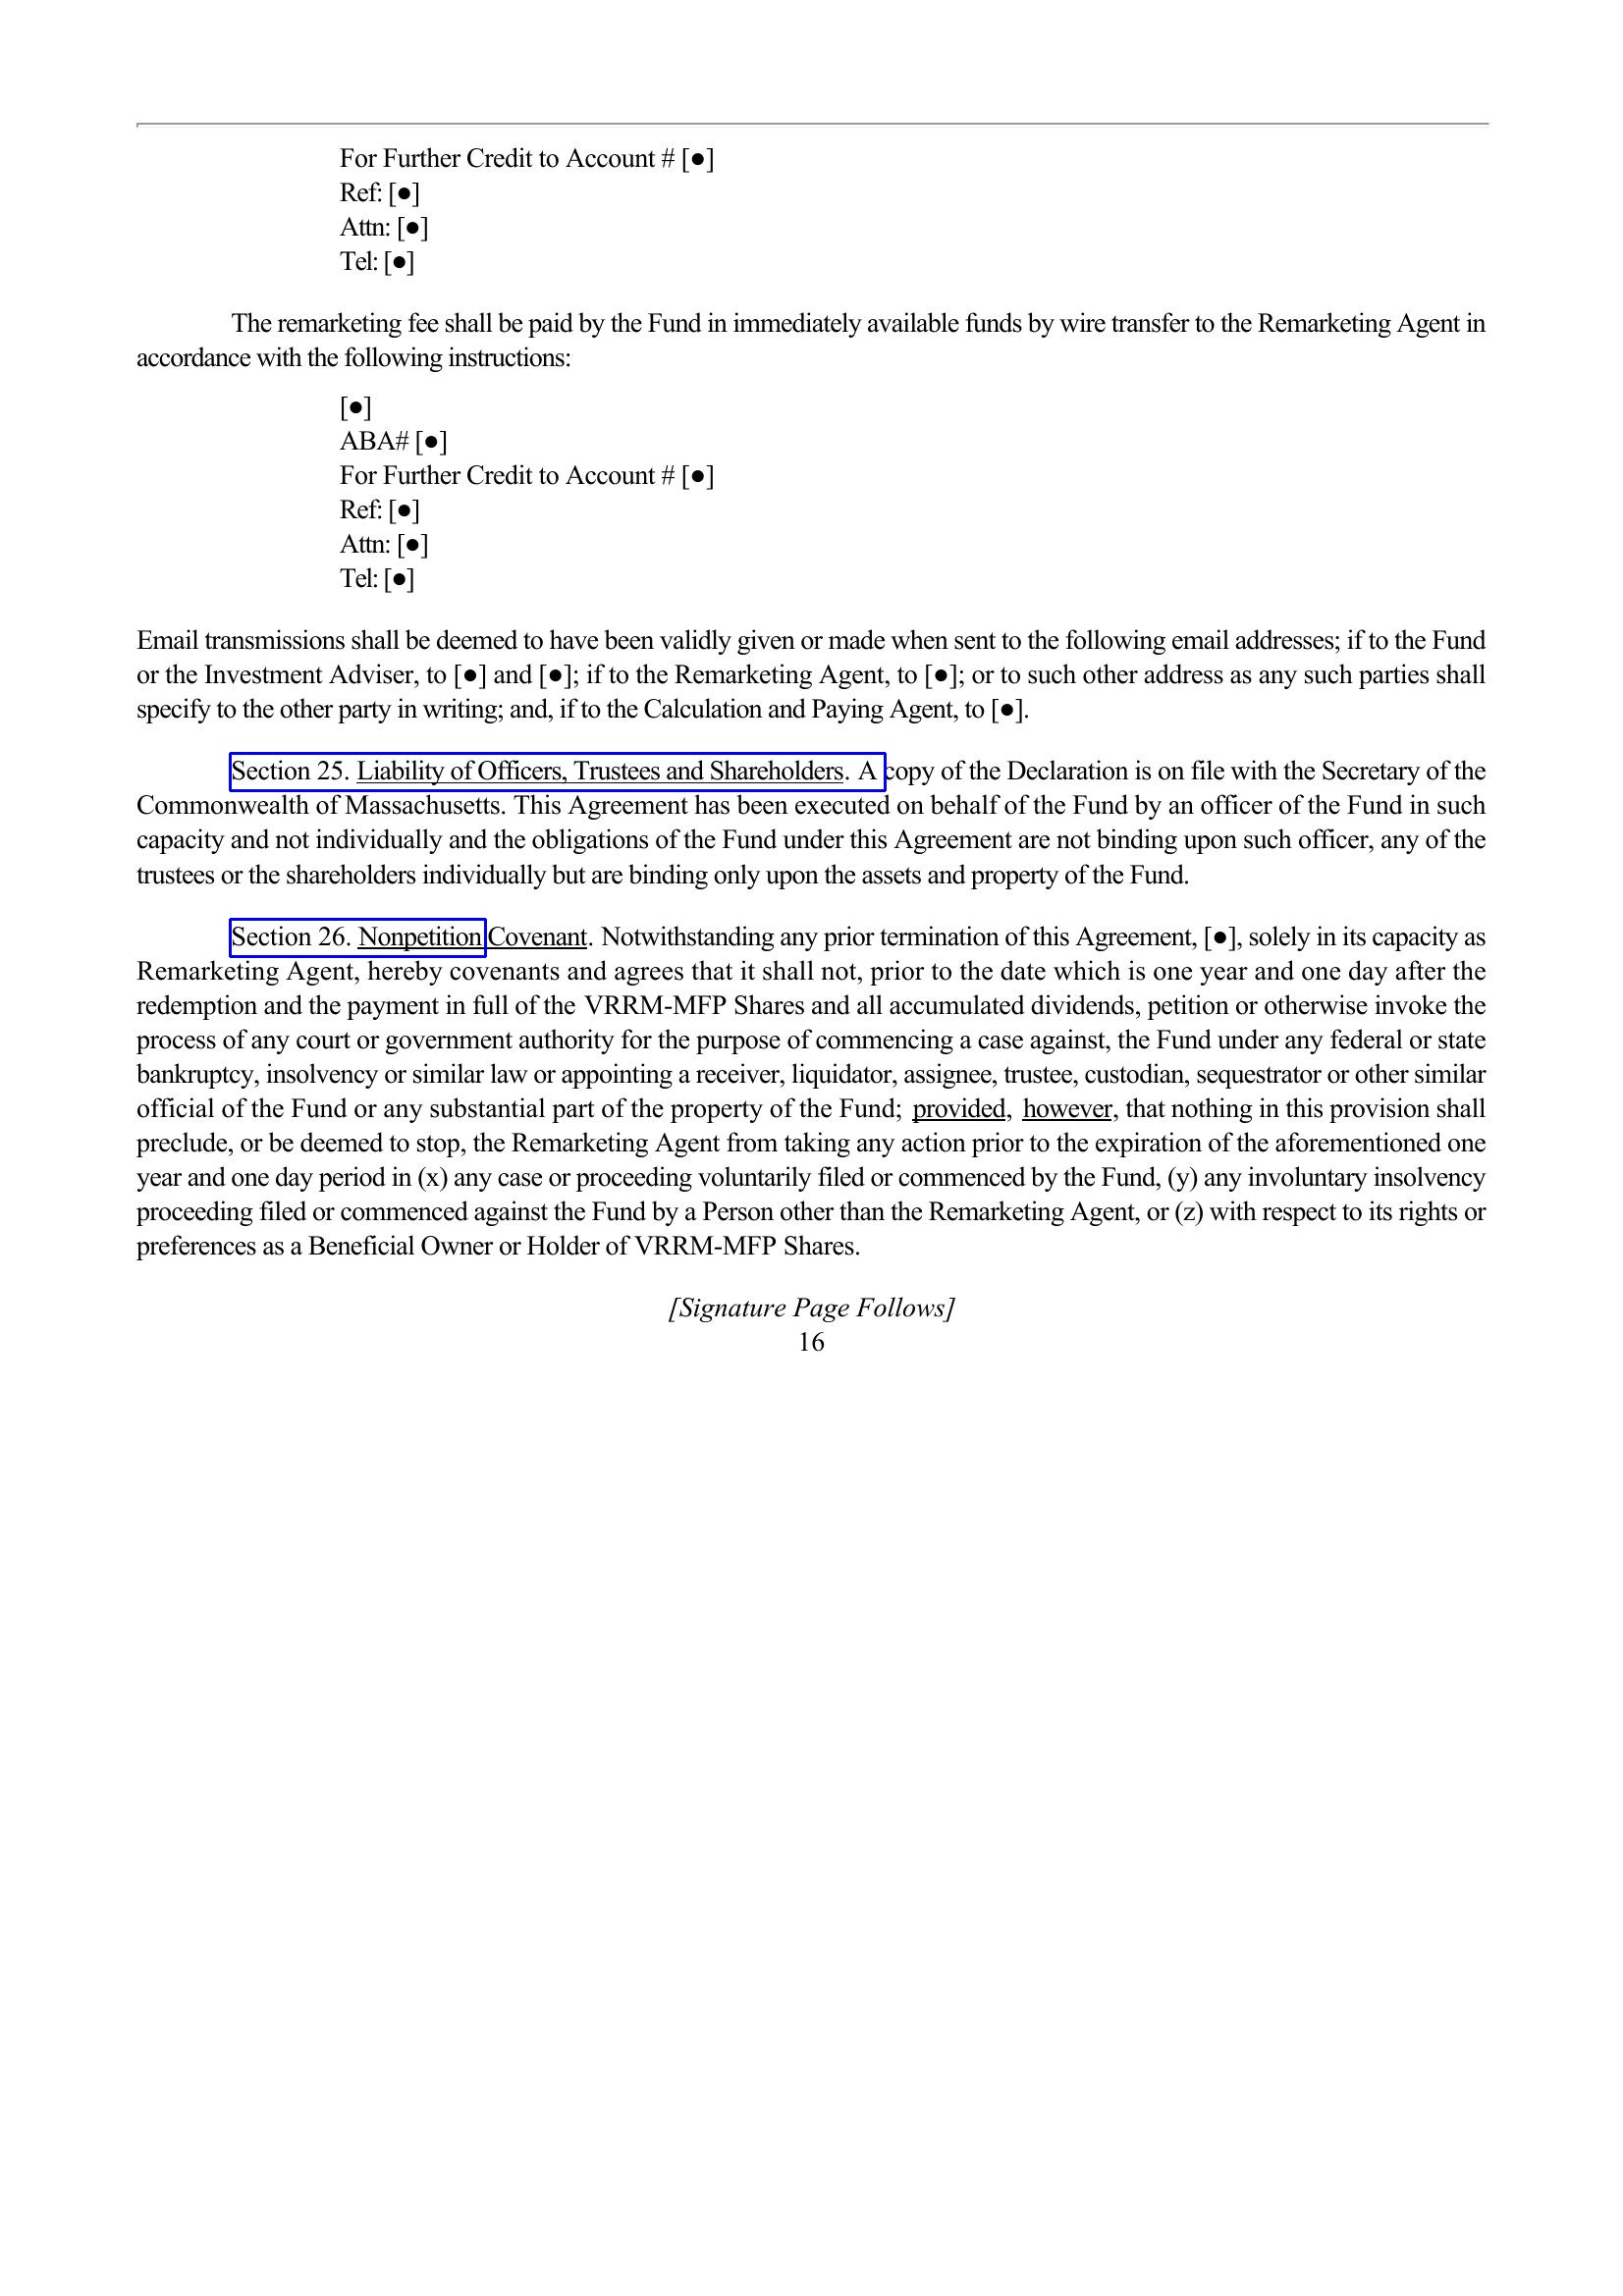 For Further Credit to Account # [●]
Ref: [●]
Attn: [●]
Tel: [●]
The remarketing fee shall be paid by the Fund in immediately available funds by wire transfer to the Remarketing Agent in
accordance with the following instructions:
[●]
ABA# [●]
For Further Credit to Account # [●]
Ref: [●]
Attn: [●]
Tel: [●]
Email transmissions shall be deemed to have been validly given or made when sent to the following email addresses; if to the Fund
or the Investment Adviser, to [●] and [●]; if to the Remarketing Agent, to [●]; or to such other address as any such parties shall
specify to the other party in writing; and, if to the Calculation and Paying Agent, to [●].
Section 25. Liability of Officers, Trustees and Shareholders. A copy of the Declaration is on file with the Secretary of the
Commonwealth of Massachusetts. This Agreement has been executed on behalf of the Fund by an officer of the Fund in such
capacity and not individually and the obligations of the Fund under this Agreement are not binding upon such officer, any of the
trustees or the shareholders individually but are binding only upon the assets and property of the Fund.
Section 26. Nonpetition Covenant. Notwithstanding any prior termination of this Agreement, [●], solely in its capacity as
Remarketing Agent, hereby covenants and agrees that it shall not, prior to the date which is one year and one day after the
redemption and the payment in full of the VRRM-MFP Shares and all accumulated dividends, petition or otherwise invoke the
process of any court or government authority for the purpose of commencing a case against, the Fund under any federal or state
bankruptcy, insolvency or similar law or appointing a receiver, liquidator, assignee, trustee, custodian, sequestrator or other similar
official of the Fund or any substantial part of the property of the Fund; provided, however, that nothing in this provision shall
preclude, or be deemed to stop, the Remarketing Agent from taking any action prior to the expiration of the aforementioned one
year and one day period in (x) any case or proceeding voluntarily filed or commenced by the Fund, (y) any involuntary insolvency
proceeding filed or commenced against the Fund by a Person other than the Remarketing Agent, or (z) with respect to its rights or
preferences as a Beneficial Owner or Holder of VRRM-MFP Shares.
[Signature Page Follows]
16